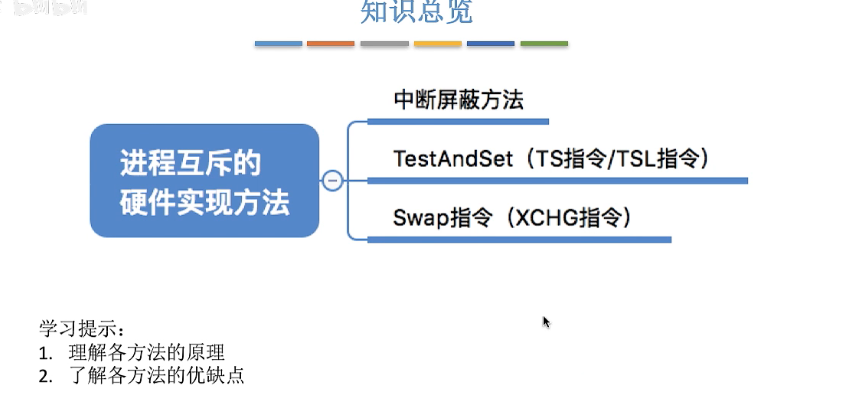 知识总览
进程互斥的
硬件实现方法
中断屏蔽方法
TestAndSet（TS指令/TSL指令）
Swap指令（XCHG指令）
学习提示：
1. 理解各方法的原理
2. 了解各方法的优缺点